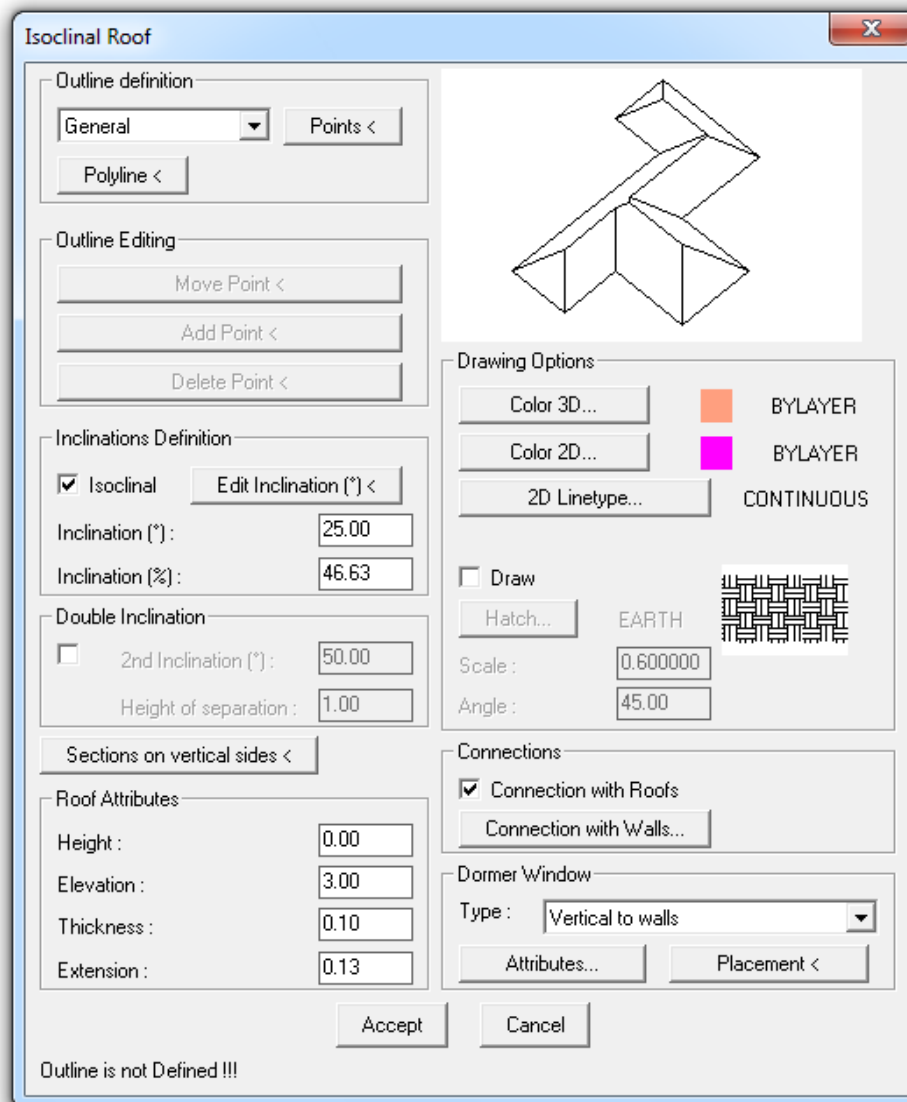 Isoclinal Roof
Outline definition
General
Points <
Polyline <
Outline Editing
Move Point <
Add Point <
Delete Point <
Inclinations Definition
Isoclinal
Edit Inclination (°) <
Inclination (°) : 25.00
Inclination (%) : 46.63
Double Inclination
2nd Inclination (°) : 50.00
Height of separation : 1.00
Sections on vertical sides <
Roof Attributes
Height : 0.00
Elevation : 3.00
Thickness : 0.10
Extension : 0.13
Drawing Options
Color 3D... BYLAYER
Color 2D... BYLAYER
2D Linetype... CONTINUOUS
Draw
Hatch... EARTH
Scale : 0.600000
Angle : 45.00
Connections
Connection with Roofs
Connection with Walls...
Dormer Window
Type : Vertical to walls
Attributes... Placement <
Accept Cancel
Outline is not Defined !!!